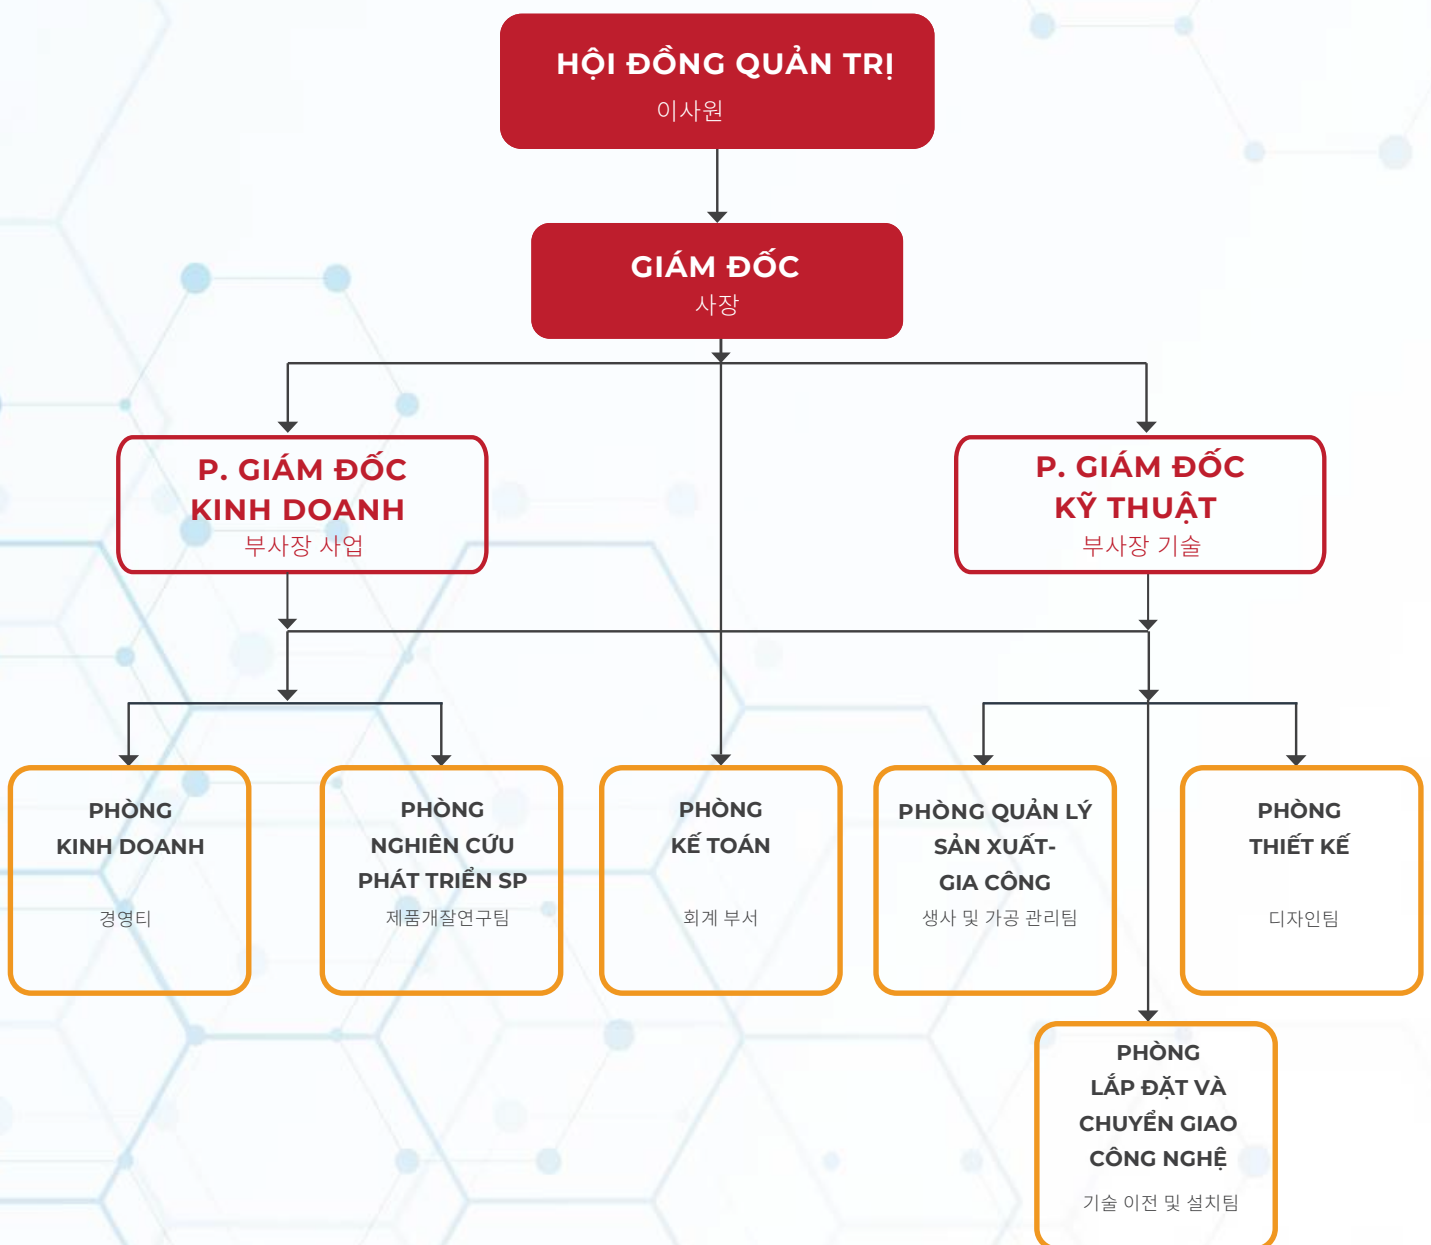 HỘI ĐỒNG QUẢN TRỊ
이사원
GIÁM ĐỐC
사장
P. GIÁM ĐỐC
KINH DOANH
부사장 사업
P. GIÁM ĐỐC
KỸ THUẬT
부사장 기술
PHÒNG
KINH DOANH
경영티
PHÒNG
NGHIÊN CỨU
PHÁT TRIỂN SP
제품개잘연구팀
PHÒNG
KẾ TOÁN
회계 부서
PHÒNG QUẢN LÝ
SẢN XUẤT-
GIA CÔNG
생사 및 가공 관리팀
PHÒNG
THIẾT KẾ
디자인팀
PHÒNG
LẮP ĐẶT VÀ
CHUYỂN GIAO
CÔNG NGHỆ
기술 이전 및 설치팀